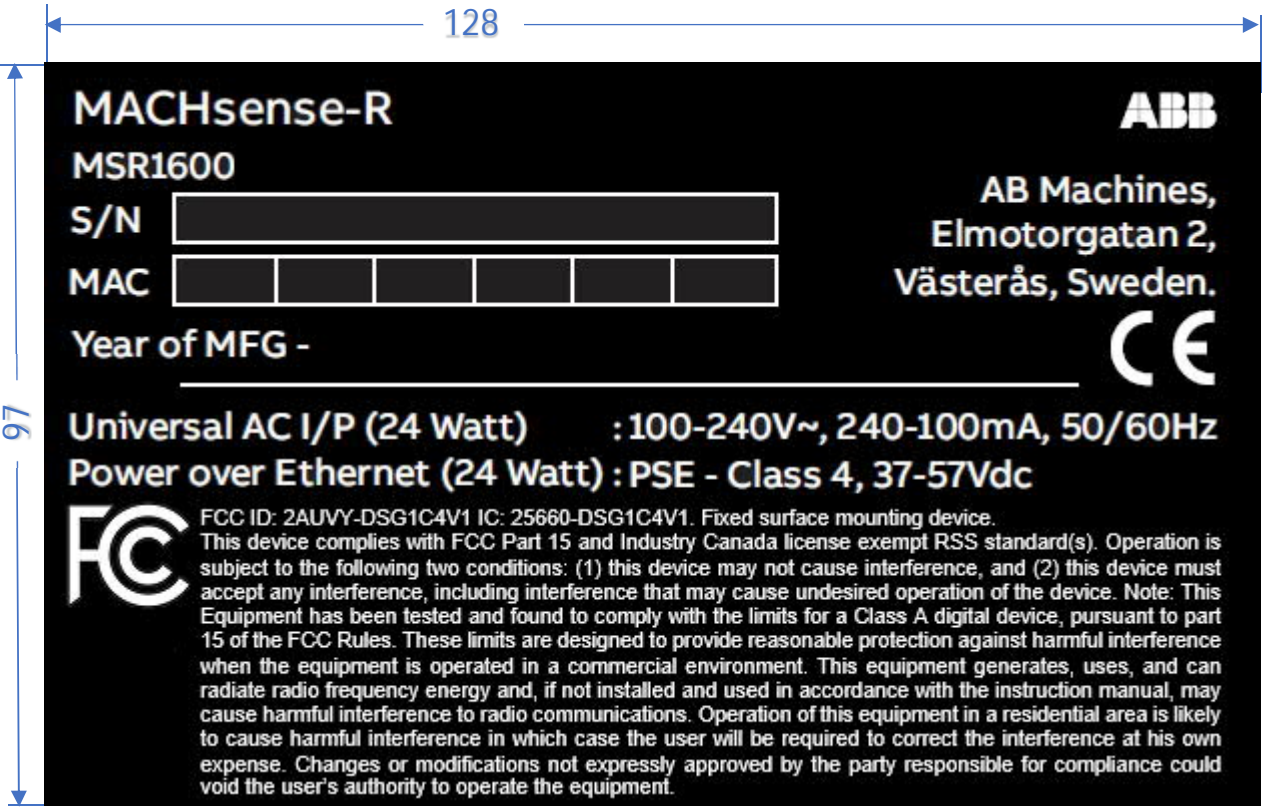 128
97
MACHsense-R
ABB
MSR1600
AB Machines,
S/N
Elmotorgatan 2,
MAC
Västerås, Sweden.
Year of MFG -
CE
Universal AC I/P (24 Watt) : 100-240V~, 240-100mA, 50/60Hz
Power over Ethernet (24 Watt) : PSE - Class 4, 37-57Vdc
FC
FCC ID: 2AUVY-DSG1C4V1 IC: 25660-DSG1C4V1. Fixed surface mounting device.
This device complies with FCC Part 15 and Industry Canada license exempt RSS standard(s). Operation is
subject to the following two conditions: (1) this device may not cause interference, and (2) this device must
accept any interference, including interference that may cause undesired operation of the device. Note: This
Equipment has been tested and found to comply with the limits for a Class A digital device, pursuant to part
15 of the FCC Rules. These limits are designed to provide reasonable protection against harmful interference
when the equipment is operated in a commercial environment. This equipment generates, uses, and can
radiate radio frequency energy and, if not installed and used in accordance with the instruction manual, may
cause harmful interference to radio communications. Operation of this equipment in a residential area is likely
to cause harmful interference in which case the user will be required to correct the interference at his own
expense. Changes or modifications not expressly approved by the party responsible for compliance could
void the user's authority to operate the equipment.